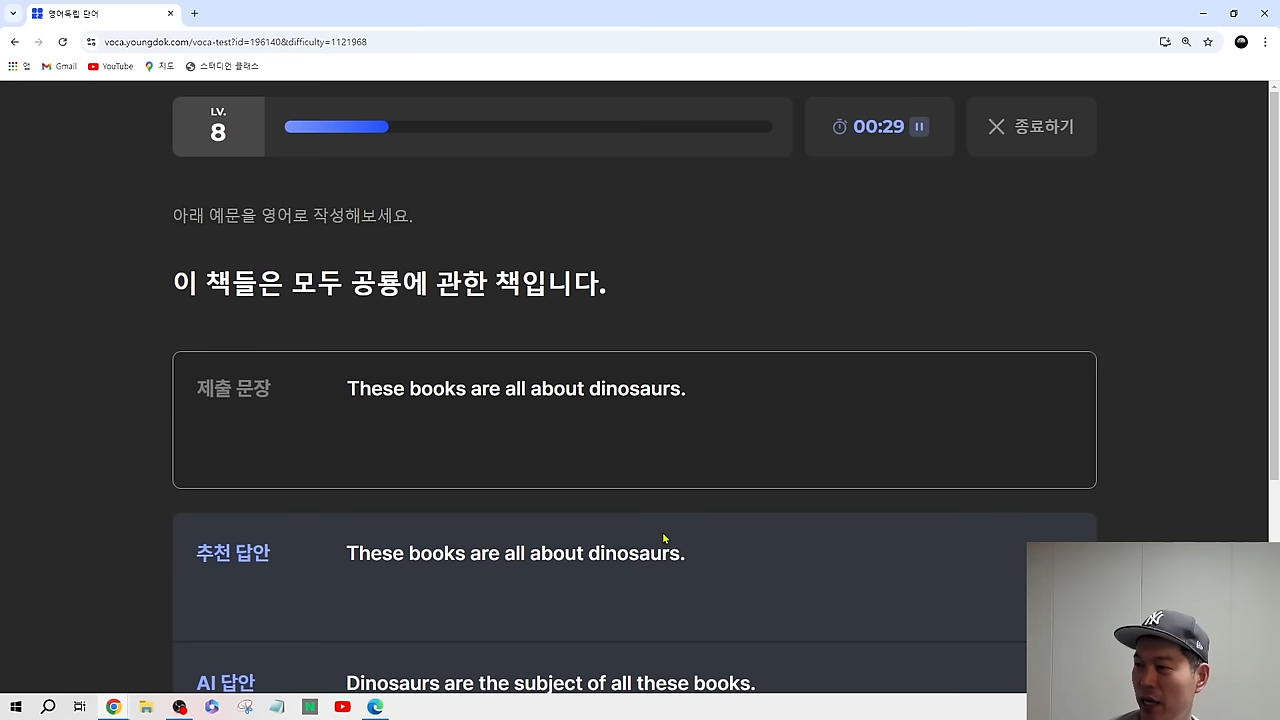 영어독립 단어
voca.youngdok.com/voca-test?id=196140&difficulty=1121968
앱
Gmail
YouTube
지도
스터디언 클래스
LV.
8
00:29
종료하기
아래 예문을 영어로 작성해보세요.
이 책들은 모두 공룡에 관한 책입니다.
제출 문장
These books are all about dinosaurs.
추천 답안
These books are all about dinosaurs.
AI 답안
Dinosaurs are the subject of all these books.